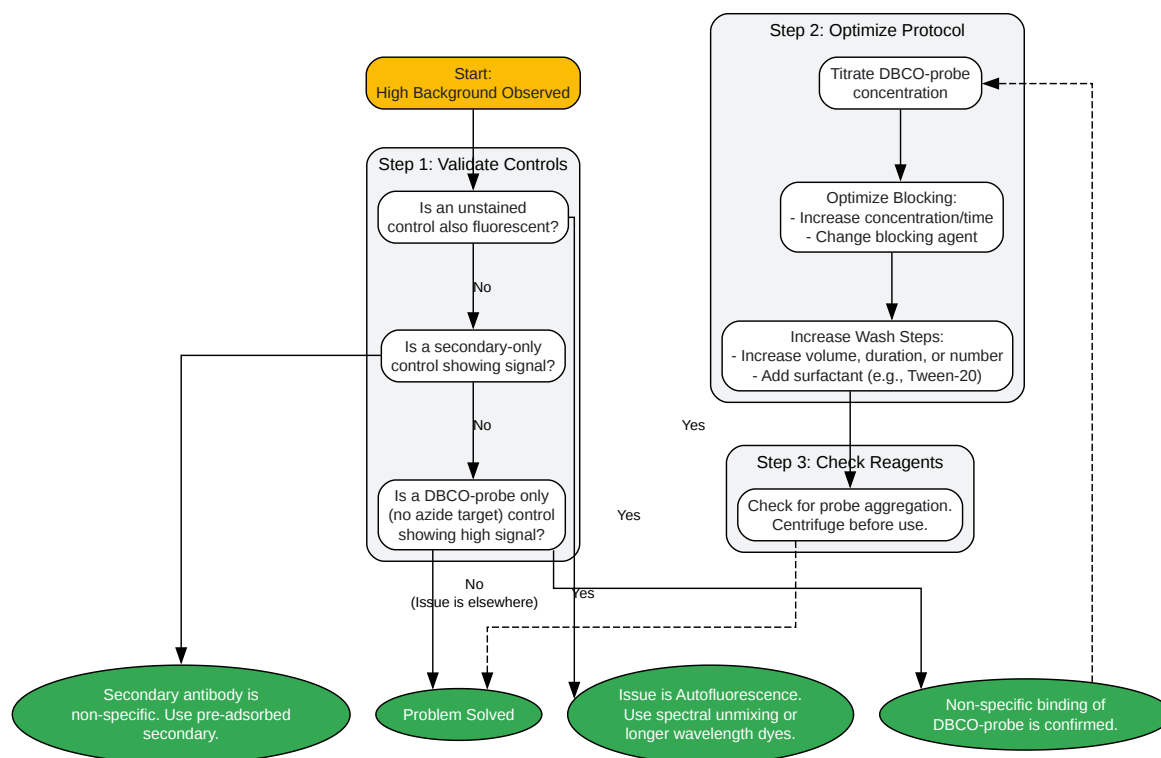 Start:
High Background Observed
Step 1: Validate Controls
Is an unstained
control also fluorescent?
No
Is a secondary-only
control showing signal?
No
Is a DBCO-probe only
(no azide target) control
showing high signal?
Step 2: Optimize Protocol
Titrate DBCO-probe
concentration
Optimize Blocking:
- Increase concentration/time
- Change blocking agent
Increase Wash Steps:
- Increase volume, duration, or number
- Add surfactant (e.g., Tween-20)
Yes
Step 3: Check Reagents
Check for probe aggregation.
Centrifuge before use.
Yes
No
(Issue is elsewhere)
Yes
Secondary antibody is
non-specific. Use pre-adsorbed
secondary.
Problem Solved
Issue is Autofluorescence.
Use spectral unmixing or
longer wavelength dyes.
Non-specific binding of
DBCO-probe is confirmed.